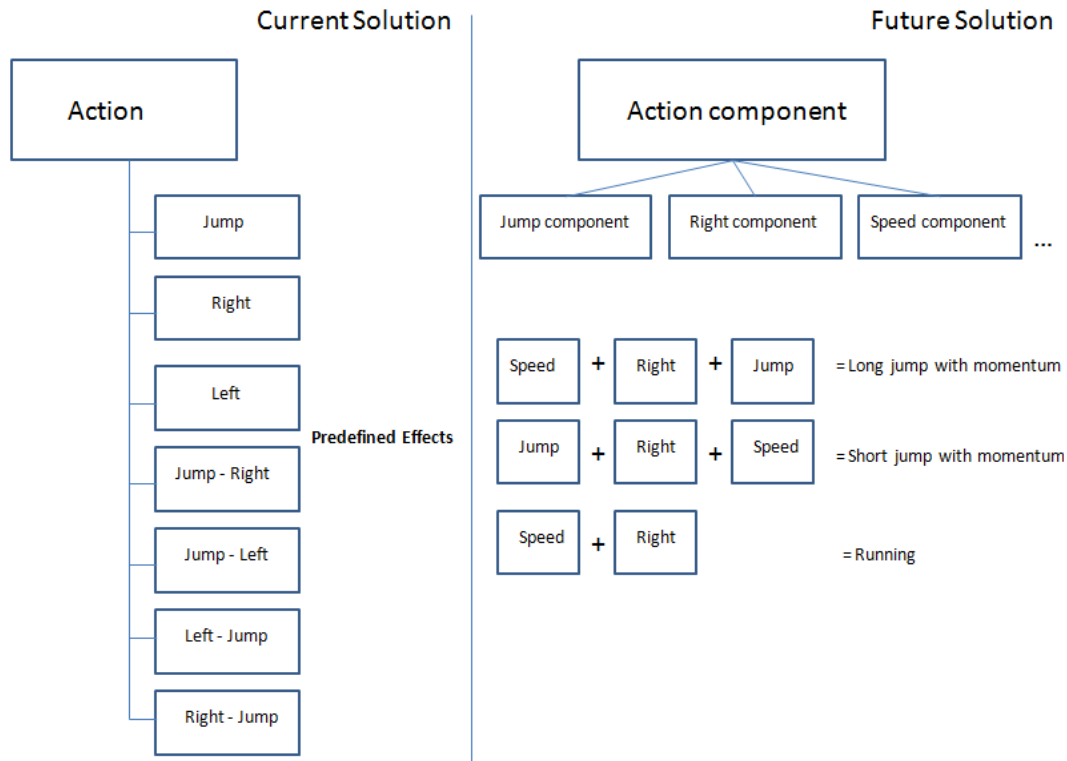 Current Solution
Action
Jump
Right
Left
Predefined Effects
Jump - Right
Jump - Left
Left - Jump
Right - Jump
Future Solution
Action component
Jump component
Right component
Speed component
...
Speed + Right + Jump = Long jump with momentum
Jump + Right + Speed = Short jump with momentum
Speed + Right = Running